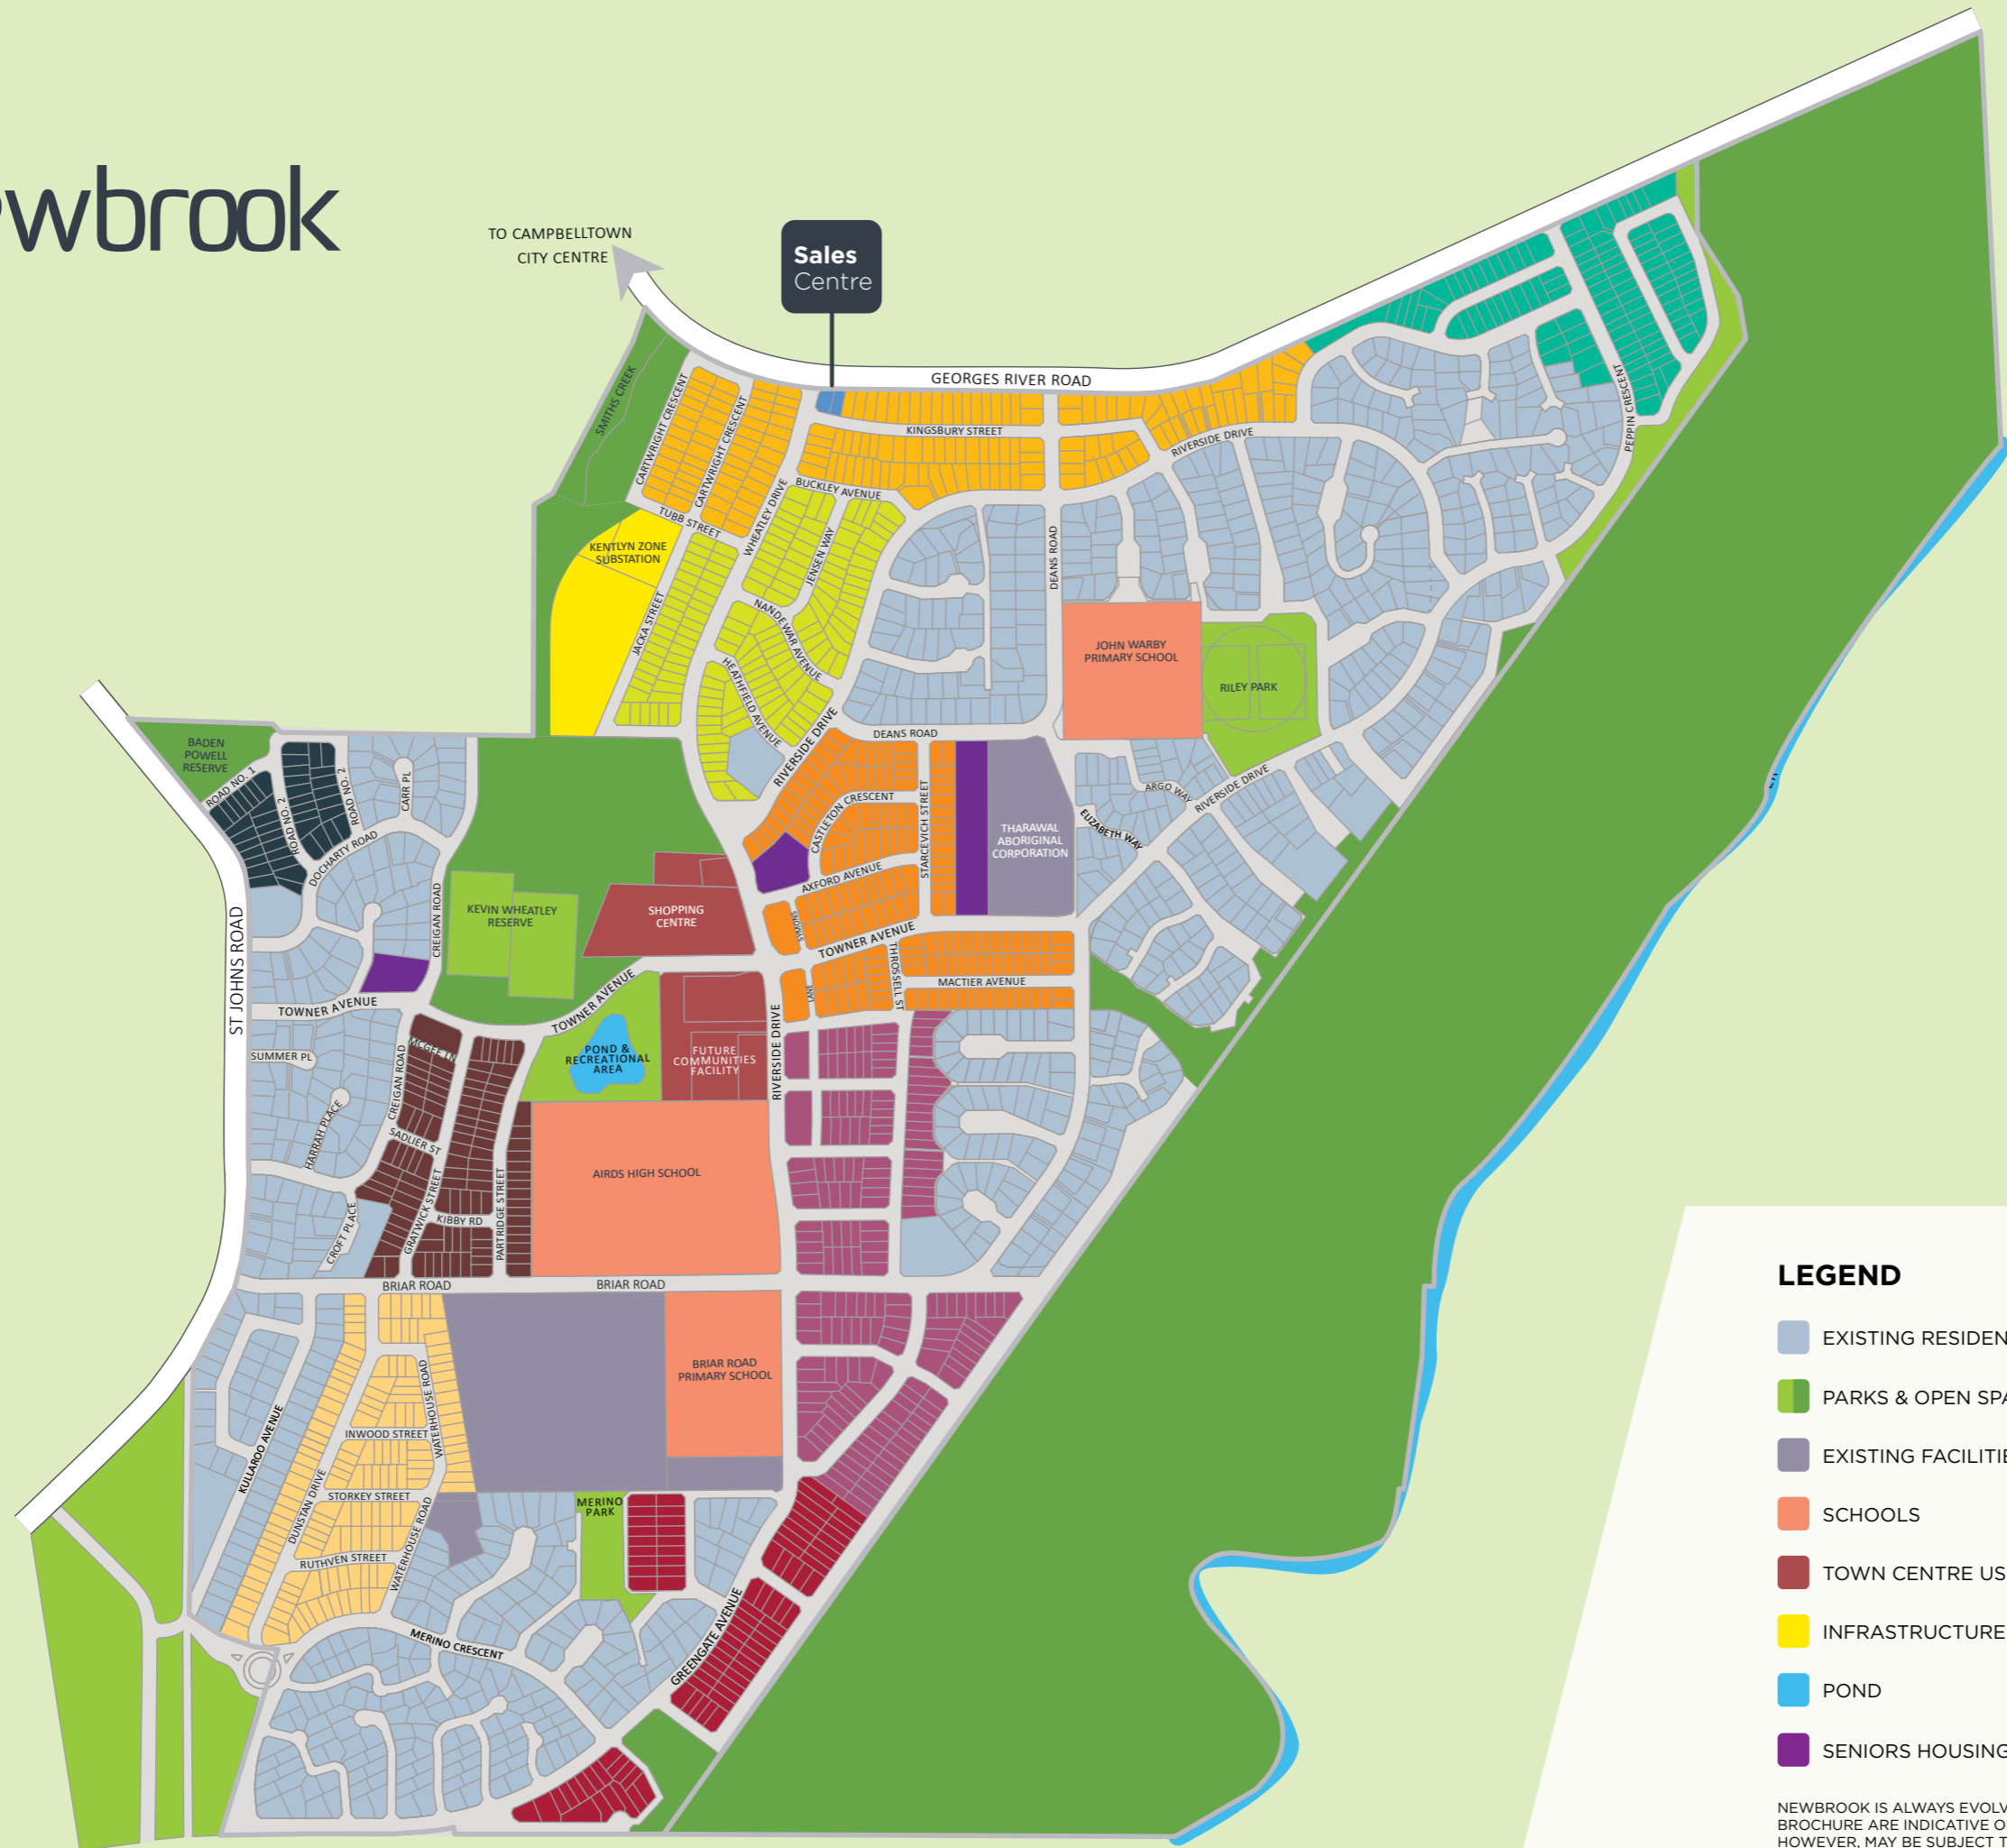 wbrook
TO CAMPBELLTOWN
CITY CENTRE
Sales
Centre
GEORGES RIVER ROAD
SMITHS CREEK
CARTWRIGHT CRESCENT
CARTWRIGHT CRESCENT
KINGSBURY STREET
RIVERSIDE DRIVE
PEPPIN CRESCENT
BUCKLEY AVENUE
WHEATLEY DRIVE
TUBB STREET
KENTLYN ZONE
SUBSTATION
JENSEN WAY
DEANS ROAD
JACKA STREET
NANDEWAR AVENUE
HEATHFIELD AVENUE
JOHN WARBY
PRIMARY SCHOOL
RILEY PARK
RIVERSIDE DRIVE
DEANS ROAD
BADEN
POWELL
RESERVE
ROAD NO. 1
ROAD NO. 2
ROAD NO. 2
CARR PL
DOCHARTY ROAD
CASTLETON CRESCENT
STARCEVICH STREET
THARAWAL
ABORIGINAL
CORPORATION
ARGO WAY
ELIZABETH WAY
RIVERSIDE DRIVE
AXFORD AVENUE
CREIGAN ROAD
KEVIN WHEATLEY
RESERVE
SHOPPING
CENTRE
SIMMONS
TOWNER AVENUE
ST JOHNS ROAD
THROSSELL ST
MACTIER AVENUE
LANE
TOWNER AVENUE
TOWNER AVENUE
RIVERSIDE DRIVE
SUMMER PL
MCGEE LN
CREIGAN ROAD
POND &
RECREATIONAL
AREA
FUTURE
COMMUNITIES
FACILITY
HARRAH PLACE
SADLIER ST
AIRDS HIGH SCHOOL
GRATWICK STREET
PARTRIDGE STREET
CROFT PLACE
KIBBY RD
BRIAR ROAD
BRIAR ROAD
BRIAR ROAD
PRIMARY SCHOOL
WATERHOUSE ROAD
KULLAROO AVENUE
INWOOD STREET
DUNSTAN DRIVE
STORKEY STREET
WATERHOUSE ROAD
RUTHVEN STREET
MERINO
PARK
MERINO CRESCENT
GREENGATE AVENUE
LEGEND
EXISTING RESIDEN
PARKS & OPEN SPA
EXISTING FACILITIE
SCHOOLS
TOWN CENTRE US
INFRASTRUCTURE
POND
SENIORS HOUSING
NEWBROOK IS ALWAYS EVOLV
BROCHURE ARE INDICATIVE O
HOWEVER, MAY BE SUBJECT T